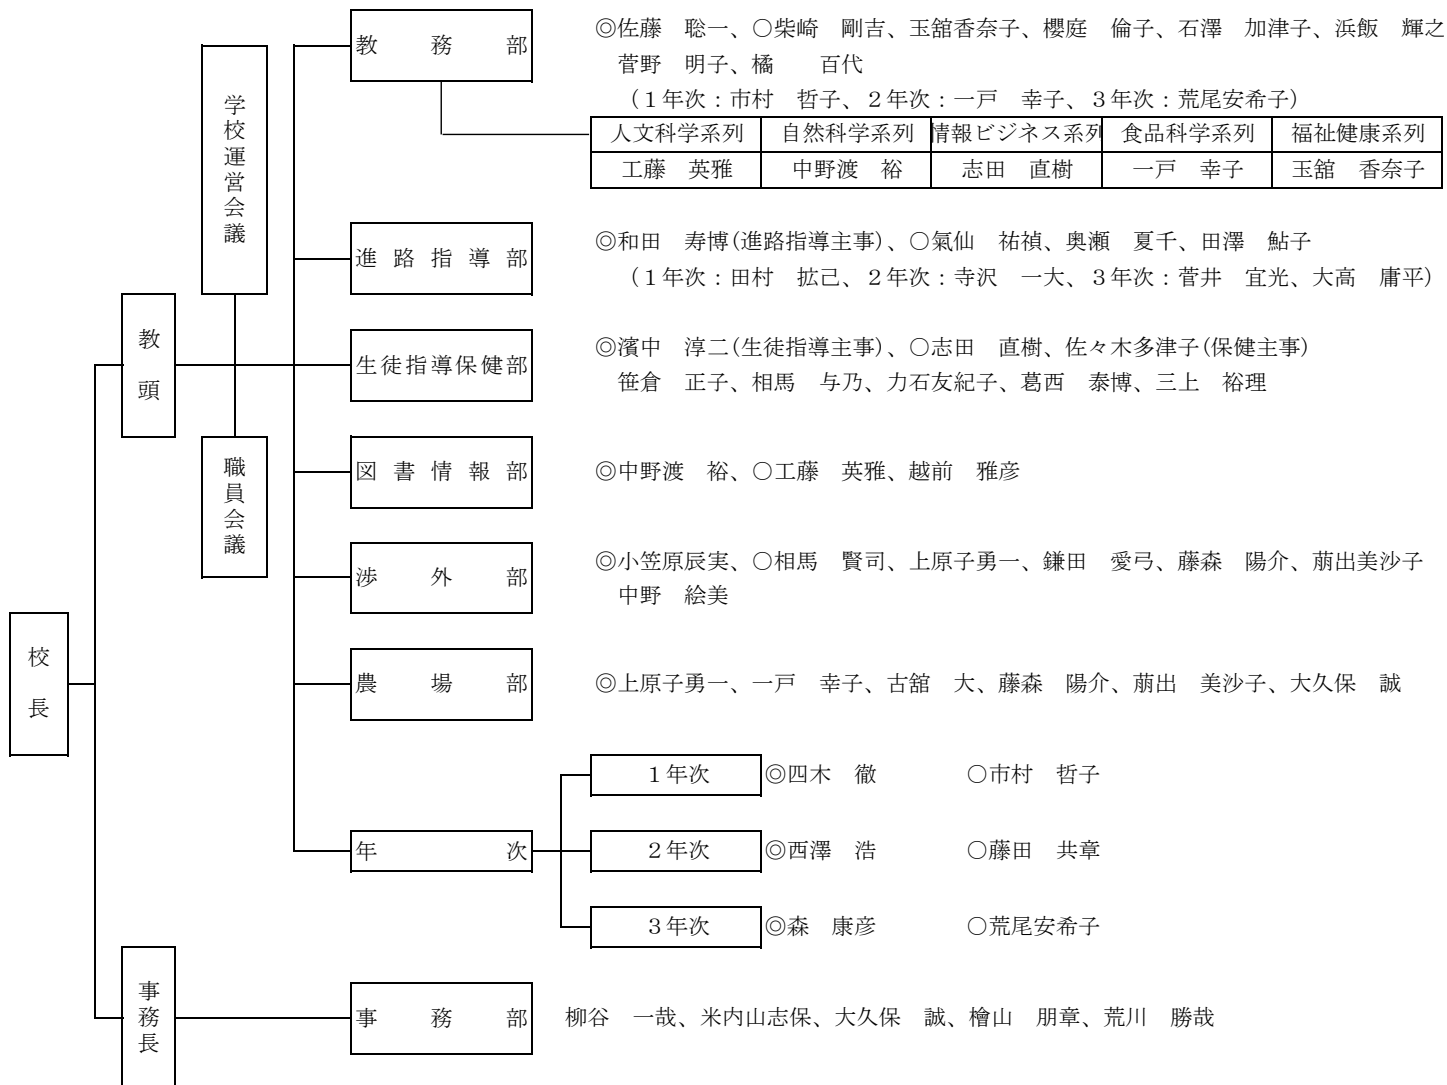 学校運営会議
教務部
◎佐藤　聡一、○柴崎　剛吉、玉舘香奈子、櫻庭　倫子、石澤　加津子、浜飯　輝之
菅野　明子、橘　　百代
（１年次：市村　哲子、２年次：一戸　幸子、３年次：荒尾安希子）
人文科学系列　自然科学系列　情報ビジネス系列　食品科学系列　福祉健康系列
工藤　英雅　中野渡　裕　志田　直樹　一戸　幸子　玉舘　香奈子
進路指導部
◎和田　寿博(進路指導主事)、○氣仙　祐禎、奥瀬　夏千、田澤　鮎子
（１年次：田村　拡己、２年次：寺沢　一大、３年次：菅井　宜光、大高　庸平）
教頭
生徒指導保健部
◎濱中　淳二(生徒指導主事)、○志田　直樹、佐々木多津子(保健主事)
笹倉　正子、相馬　与乃、力石友紀子、葛西　泰博、三上　裕理
職員会議
図書情報部
◎中野渡　裕、○工藤　英雅、越前　雅彦
渉外部
◎小笠原辰実、○相馬　賢司、上原子勇一、鎌田　愛弓、藤森　陽介、萠出美沙子
中野　絵美
校長
農場部
◎上原子勇一、一戸　幸子、古舘　大、藤森　陽介、萠出　美沙子、大久保　誠
年次
１年次　◎四木　徹　○市村　哲子
２年次　◎西澤　浩　○藤田　共章
３年次　◎森　康彦　○荒尾安希子
事務長
事務部
柳谷　一哉、米内山志保、大久保　誠、檜山　朋章、荒川　勝哉